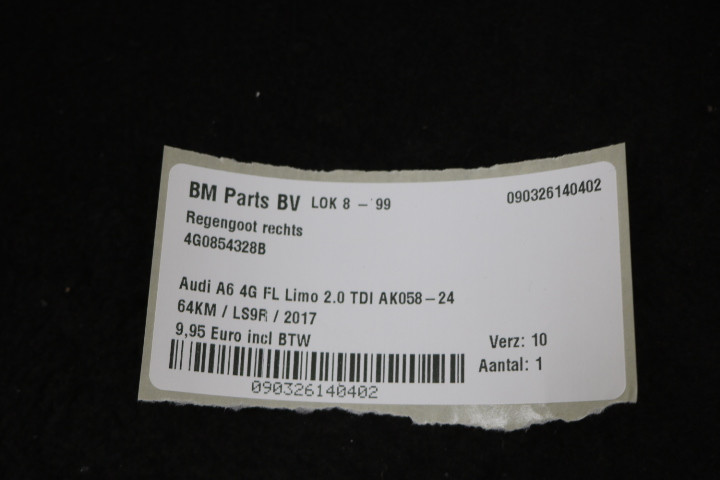 BM Parts BV LOK 8 - 99 090326140402
Regengoot rechts
4G0854328B
Audi A6 4G FL Limo 2.0 TDI AK058-24
64KM / LS9R / 2017
9,95 Euro incl BTW Verz: 10
Aantal: 1
090326140402